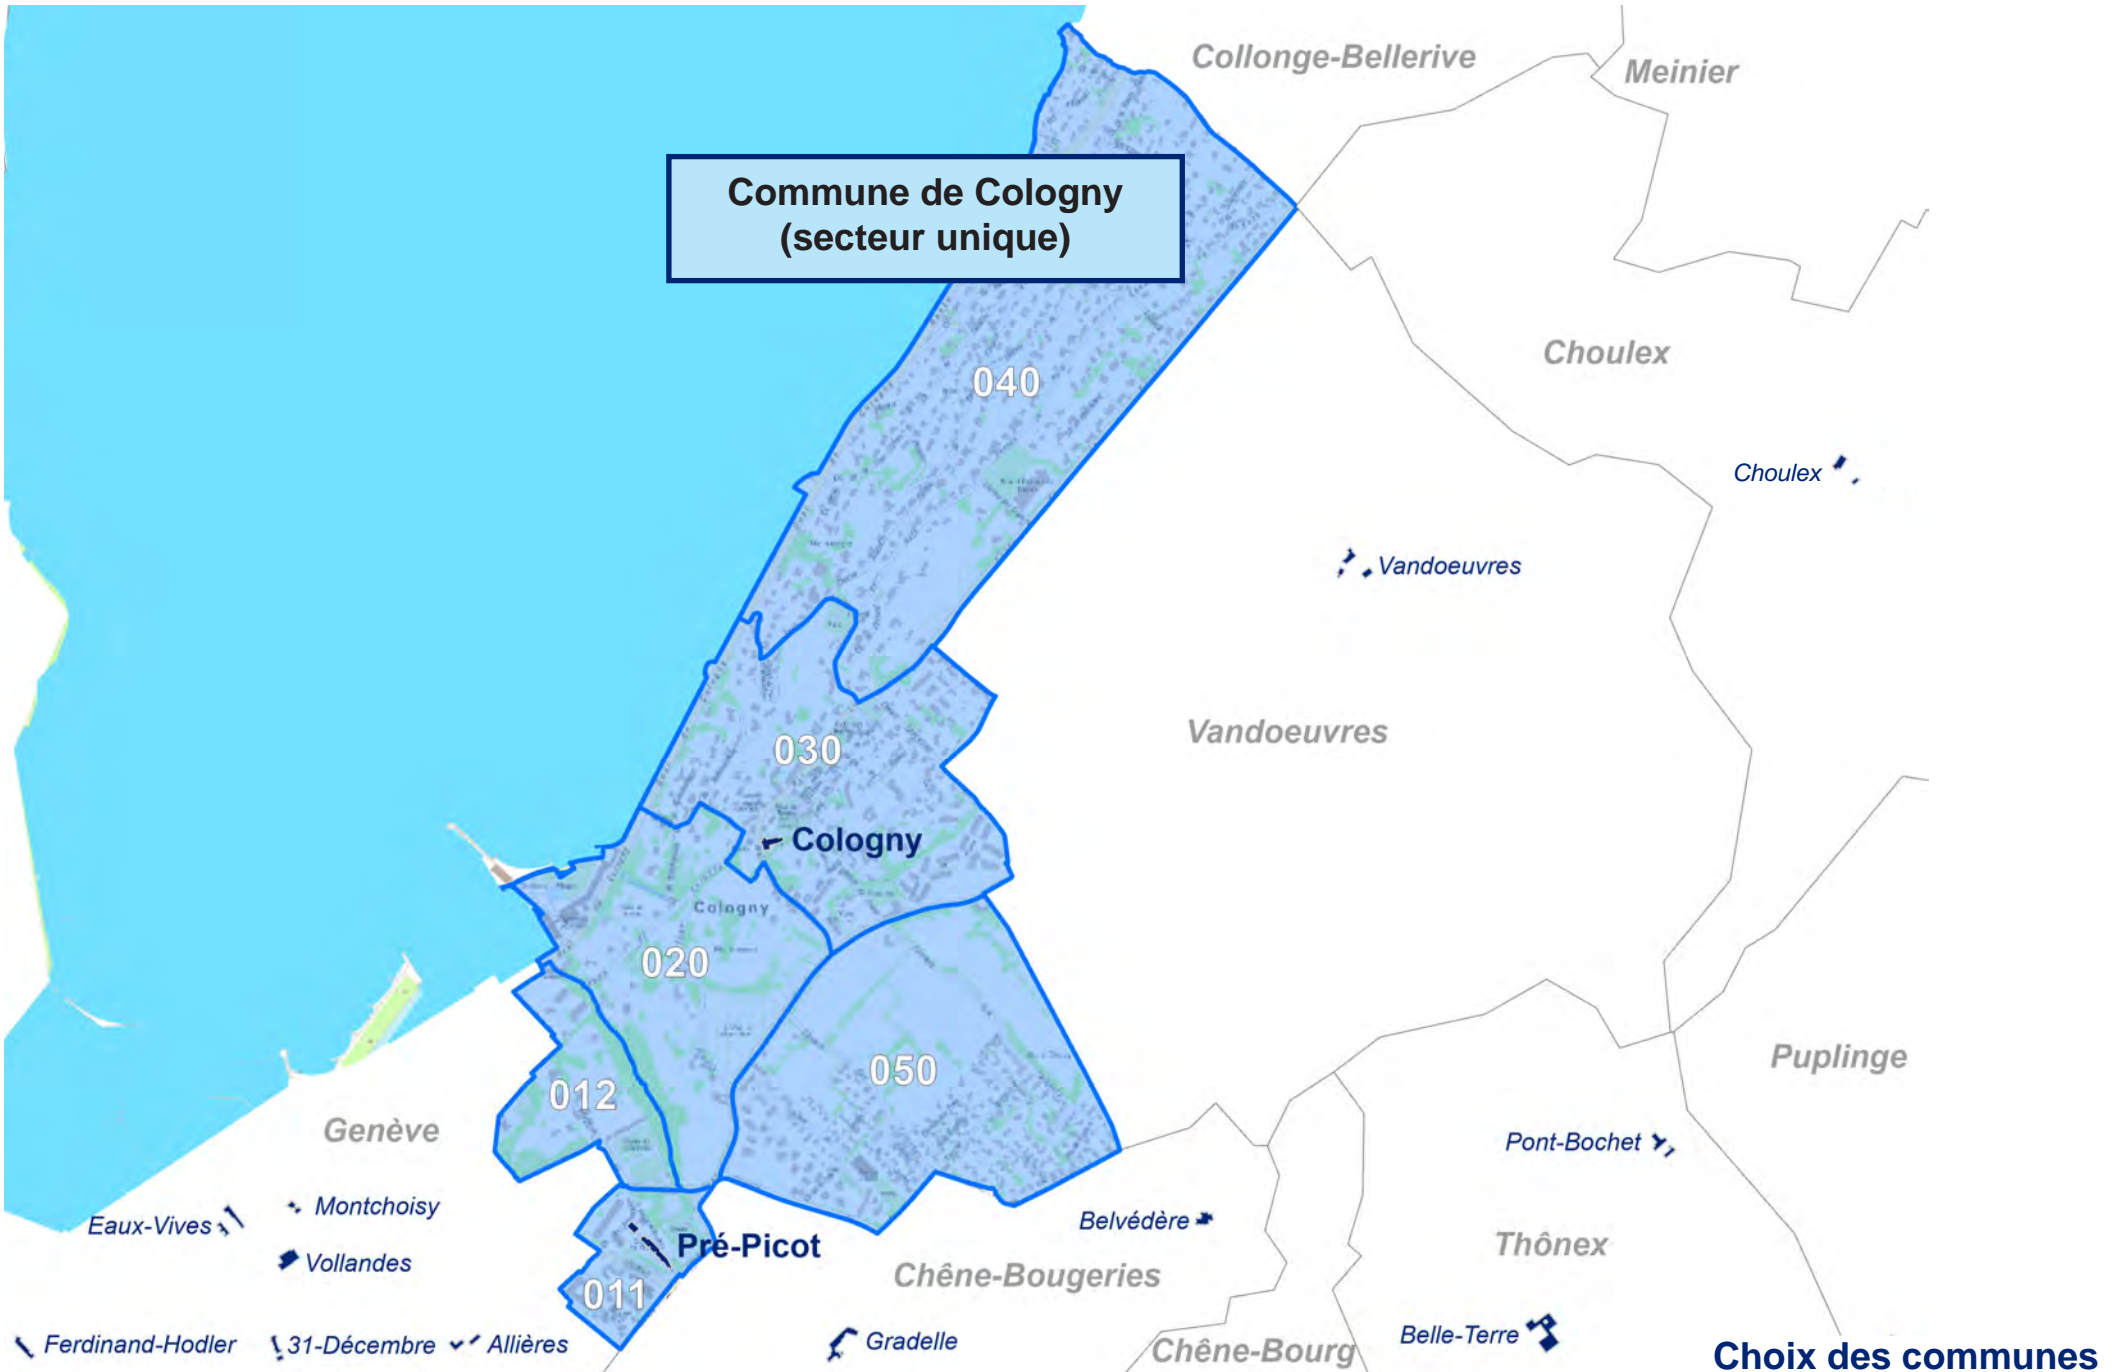 Collonge-Bellerive
Meinier
Commune de Cologny
(secteur unique)
Choulex
040
Choulex
Vandoeuvres
Vandoeuvres
030
Cologny
Cologny
020
050
Puplinge
012
Genève
Pont-Bochet
Montchoisy
Eaux-Vives
Belvédère
Pré-Picot
Thônex
Vollandes
Chêne-Bougeries
011
Ferdinand-Hodler
31-Décembre
Allières
Gradelle
Chêne-Bourg
Belle-Terre
Choix des communes